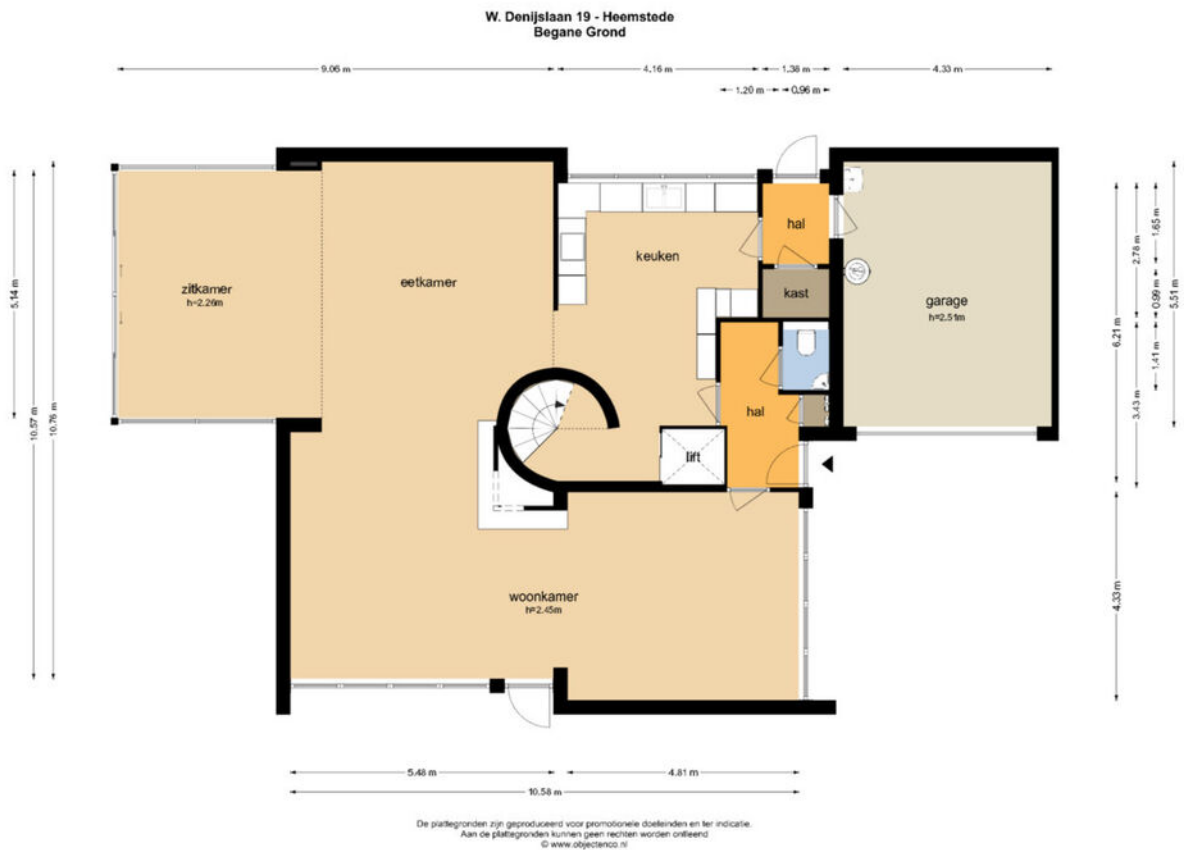 W. Denijslaan 19 - Heemstede
Begane Grond
9.06 m
4.16 m
1.38 m
4.33 m
1.20 m
0.96 m
hal
keuken
kast
zitkamer
h=2.26m
eetkamer
garage
h=2.51m
hal
lift
woonkamer
h=2.45m
5.14 m
10.57 m
10.76 m
1.65 m
2.78 m
0.99 m
5.51 m
6.21 m
1.41 m
3.43 m
4.33 m
5.48 m
4.81 m
10.58 m
De plattegronden zijn geproduceerd voor promotionele doeleinden en ter indicatie.
Aan de plattegronden kunnen geen rechten worden ontleend
© www.objectenco.nl